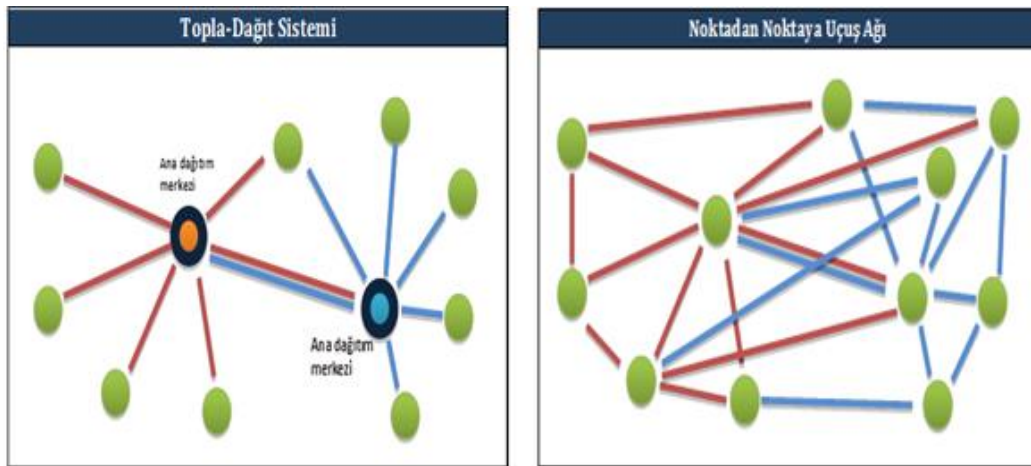 Topla-Dağıt Sistemi
Ana dağıtım
merkezi
Ana dağıtım
merkezi
Noktadan Noktaya Uçuş Ağı